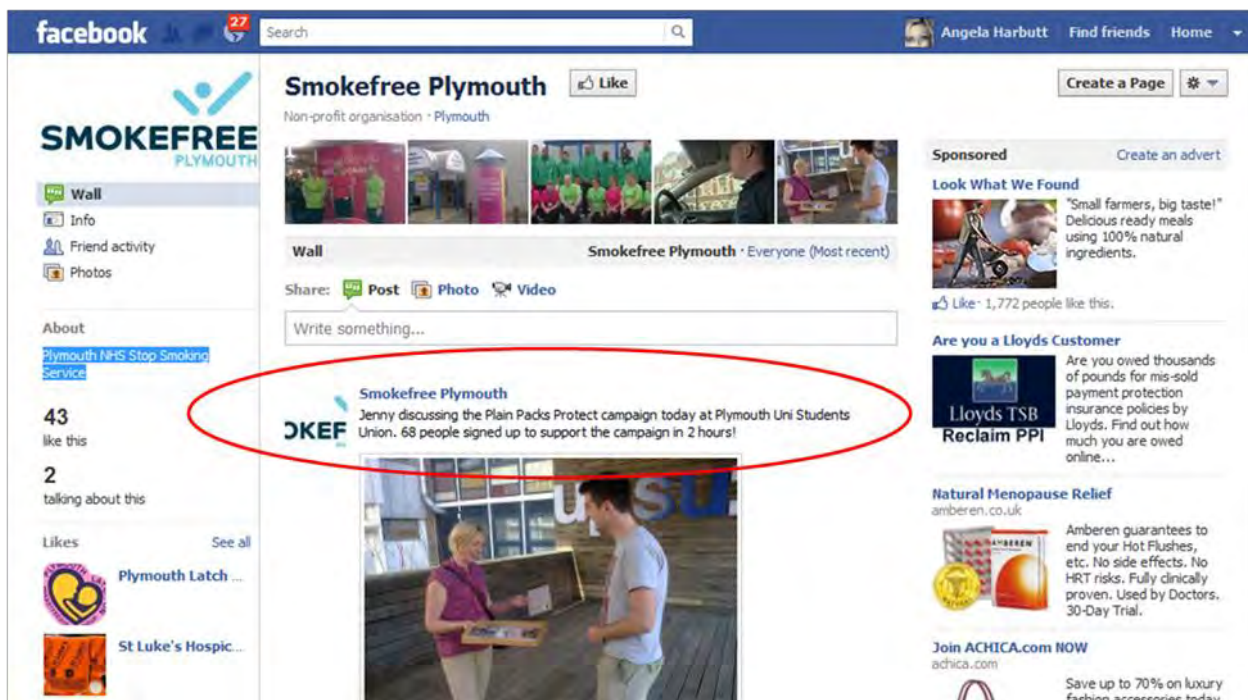 facebook
27
Search
Angela Harbutt Find friends Home
SMOKEFREE
PLYMOUTH
Wall
Info
Friend activity
Photos
About
Plymouth NHS Stop Smoking
Service
43
like this
2
talking about this
Likes See all
Plymouth Latch ...
St Luke's Hospic...
Smokefree Plymouth Like
Non-profit organisation · Plymouth
Wall Smokefree Plymouth · Everyone (Most recent)
Share: Post Photo Video
Write something...
Smokefree Plymouth
OKEF
Jenny discussing the Plain Packs Protect campaign today at Plymouth Uni Students
Union. 68 people signed up to support the campaign in 2 hours!
upsu
Create a Page
Sponsored Create an advert
Look What We Found
"Small farmers, big taste!"
Delicious ready meals
using 100% natural
ingredients.
Like · 1,772 people like this.
Are you a Lloyds Customer
Lloyds TSB
Reclaim PPI
Are you owed thousands
of pounds for mis-sold
payment protection
insurance policies by
Lloyds. Find out how
much you are owed
online...
Natural Menopause Relief
amberen.co.uk
AMBEREN
Amberen guarantees to
end your Hot Flushes,
etc. No side effects. No
HRT risks. Fully clinically
proven. Used by Doctors.
30-Day Trial.
Join ACHICA.com NOW
achica.com
Save up to 70% on luxury
fashion accessories today